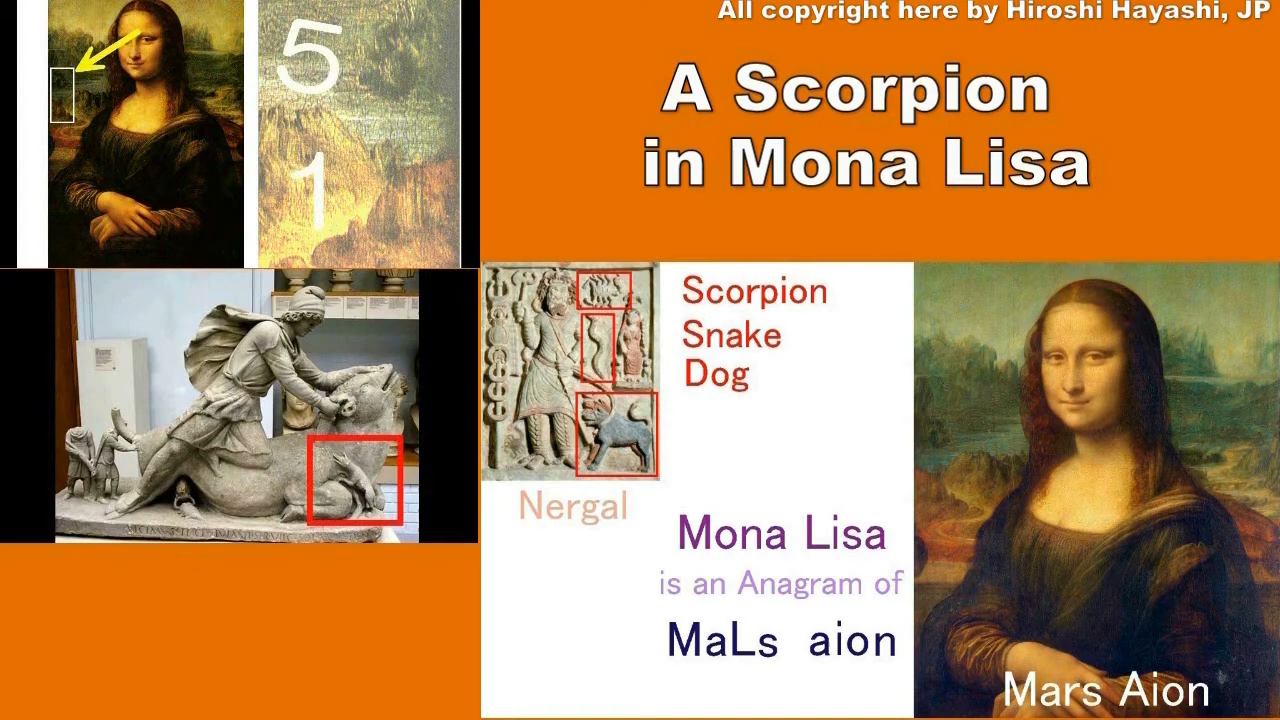 All copyright here by Hiroshi Hayashi, JP
A Scorpion
in Mona Lisa
5
1
Scorpion
Snake
Dog
Nergal
Mona Lisa
is an Anagram of
MaLs aion
Mars Aion